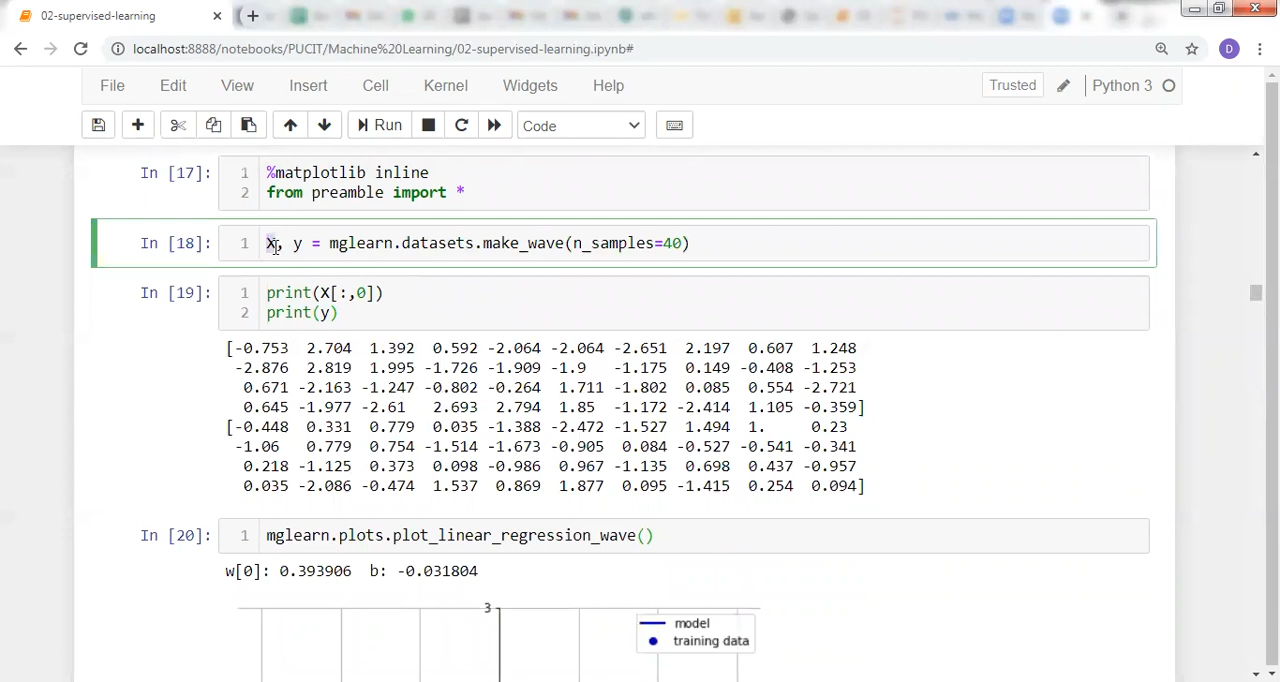 02-supervised-learning
localhost:8888/notebooks/PUCIT/Machine%20Learning/02-supervised-learning.ipynb#
D
File Edit View Insert Cell Kernel Widgets Help Trusted Python 3
Run Code
In [17]: 1 %matplotlib inline
2 from preamble import *
In [18]: 1 X, y = mglearn.datasets.make_wave(n_samples=40)
In [19]: 1 print(X[:,0])
2 print(y)
[-0.753 2.704 1.392 0.592 -2.064 -2.064 -2.651 2.197 0.607 1.248
-2.876 2.819 1.995 -1.726 -1.909 -1.9 -1.175 0.149 -0.408 -1.253
0.671 -2.163 -1.247 -0.802 -0.264 1.711 -1.802 0.085 0.554 -2.721
0.645 -1.977 -2.61 2.693 2.794 1.85 -1.172 -2.414 1.105 -0.359]
[-0.448 0.331 0.779 0.035 -1.388 -2.472 -1.527 1.494 1. 0.23
-1.06 0.779 0.754 -1.514 -1.673 -0.905 0.084 -0.527 -0.541 -0.341
0.218 -1.125 0.373 0.098 -0.986 0.967 -1.135 0.698 0.437 -0.957
0.035 -2.086 -0.474 1.537 0.869 1.877 0.095 -1.415 0.254 0.094]
In [20]: 1 mglearn.plots.plot_linear_regression_wave()
w[0]: 0.393906 b: -0.031804
3
model
training data